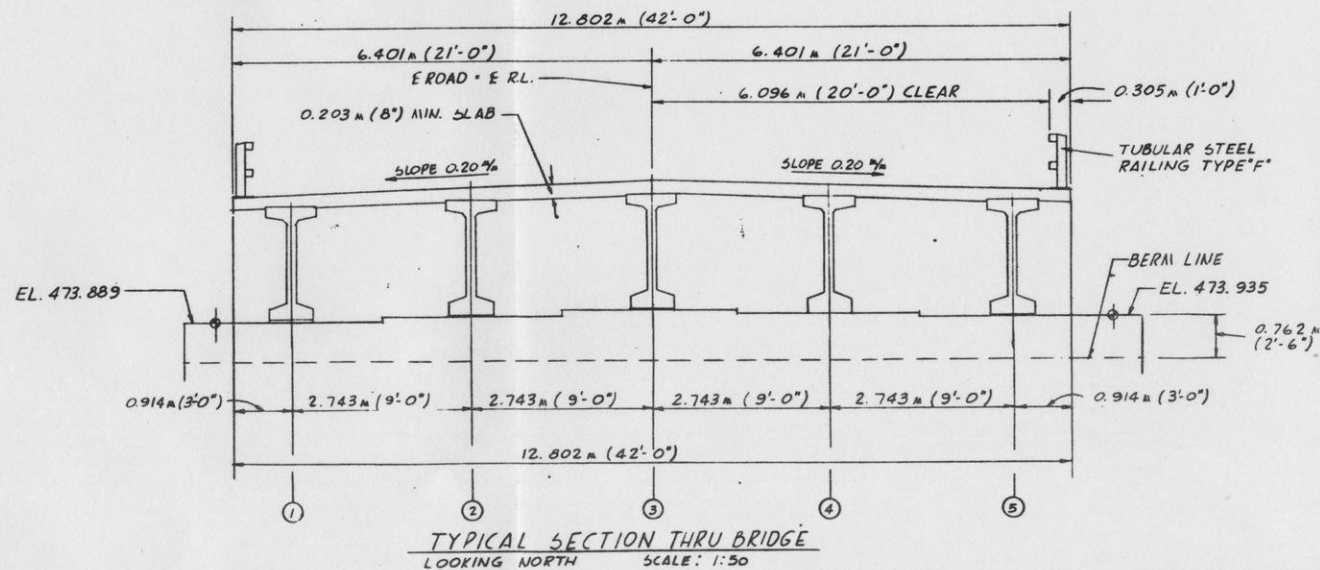 12.802 м (42'-0")
6.401 м (21'-0") 6.401 м (21'-0")
℄ ROAD = ℄ R.L.
6.096 м (20'-0") CLEAR 0.305 м (1'-0")
0.203 м (8") MIN. SLAB
TUBULAR STEEL
RAILING TYPE "F"
SLOPE 0.20 м/м SLOPE 0.20 м/м
BERM LINE
EL. 473.889 EL. 473.935
0.762 м
(2'-6")
0.914 м (3'-0") 2.743 м (9'-0") 2.743 м (9'-0") 2.743 м (9'-0") 2.743 м (9'-0") 0.914 м (3'-0")
12.802 м (42'-0")
1 2 3 4 5
TYPICAL SECTION THRU BRIDGE
LOOKING NORTH SCALE: 1:50